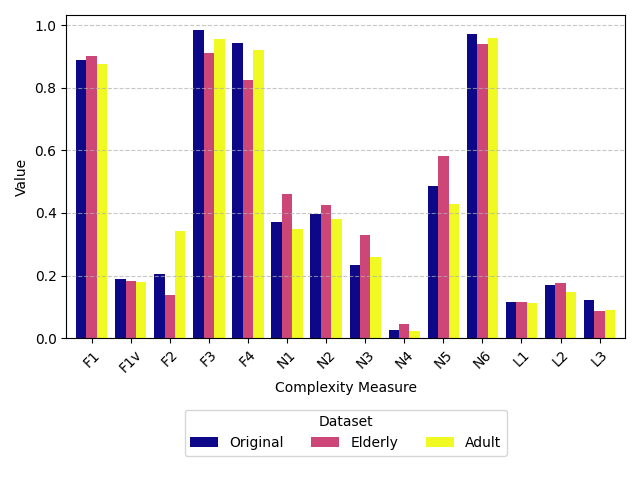 1.0
0.8
0.6
0.4
0.2
0.0
Value
F1 F1v F2 F3 F4 N1 N2 N3 N4 N5 N6 L1 L2 L3
Complexity Measure
Dataset
Original Elderly Adult